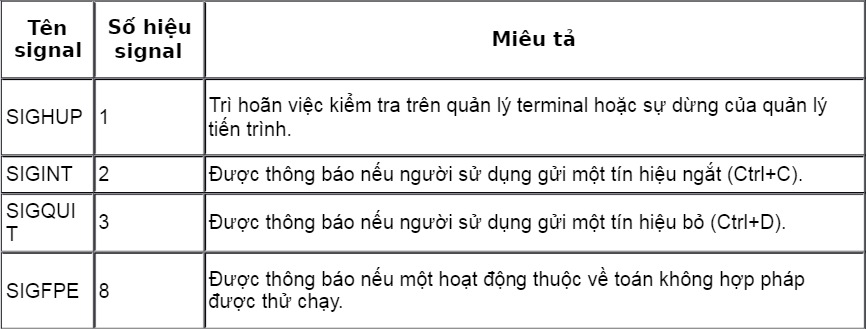 Tên
signal
Số hiệu
signal
Miêu tả
SIGHUP
1
Trì hoãn việc kiểm tra trên quản lý terminal hoặc sự dừng của quản lý
tiến trình.
SIGINT
2
Được thông báo nếu người sử dụng gửi một tín hiệu ngắt (Ctrl+C).
SIGQUI
T
3
Được thông báo nếu người sử dụng gửi một tín hiệu bỏ (Ctrl+D).
SIGFPE
8
Được thông báo nếu một hoạt động thuộc về toán không hợp pháp
được thử chạy.